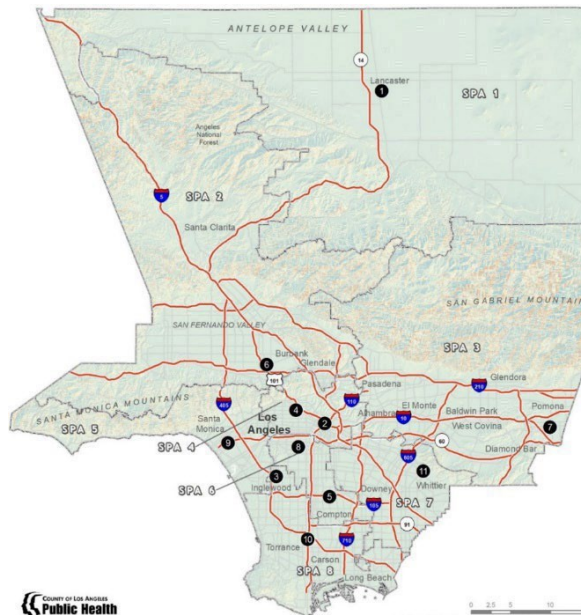 ANTELOPE VALLEY
14
Lancaster
1
SPA 1
Angeles
National
Forest
5
SPA 2
Santa Clarita
SAN GABRIEL MOUNTAIN
SAN FERNANDO VALLEY
SPA 3
6
Burbank
Glendale
101
Pasadena
210
Glendora
SANTA MONICA MOUNTAINS
405
110
El Monte
Baldwin Park
Pomona
4
Los
Angeles
2
Alhambra
10
West Covina
7
SPA 5
Santa
Monica
9
SPA 4
8
60
Diamond Bar
605
11
Whittier
SPA 6
3
Inglewood
5
Downey
SPA 7
105
Compton
91
10
Torrance
710
Carson
SPA 8
Long Beach
COUNTY OF LOS ANGELES
Public Health
0 2.5 5 10